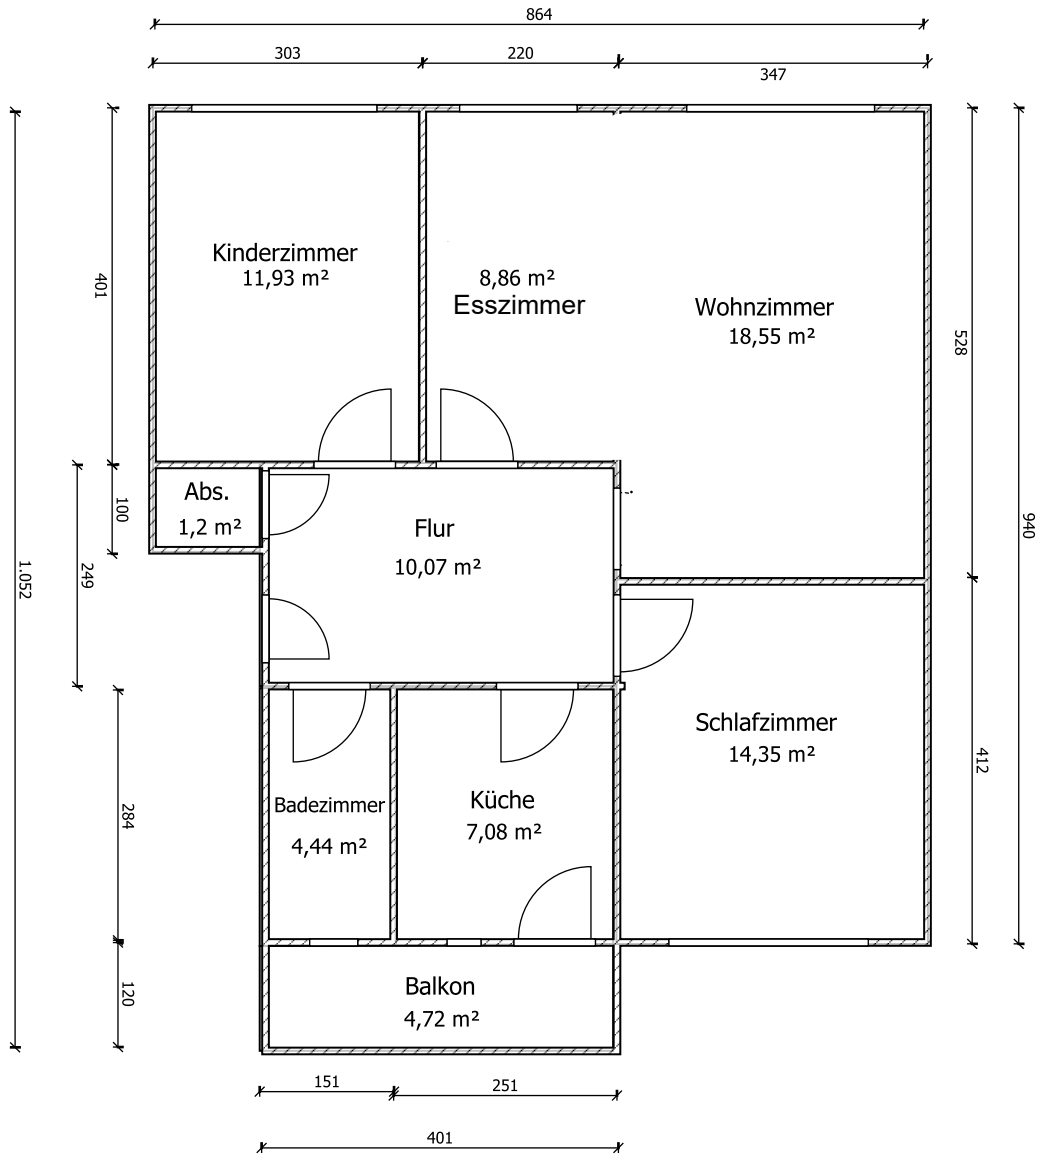 864
303
220
347
Kinderzimmer
11,93 m²
8,86 m²
Esszimmer
Wohnzimmer
18,55 m²
401
528
Abs.
1,2 m²
100
Flur
10,07 m²
940
249
1.052
Schlafzimmer
14,35 m²
412
Badezimmer
4,44 m²
Küche
7,08 m²
284
Balkon
4,72 m²
120
151
251
401